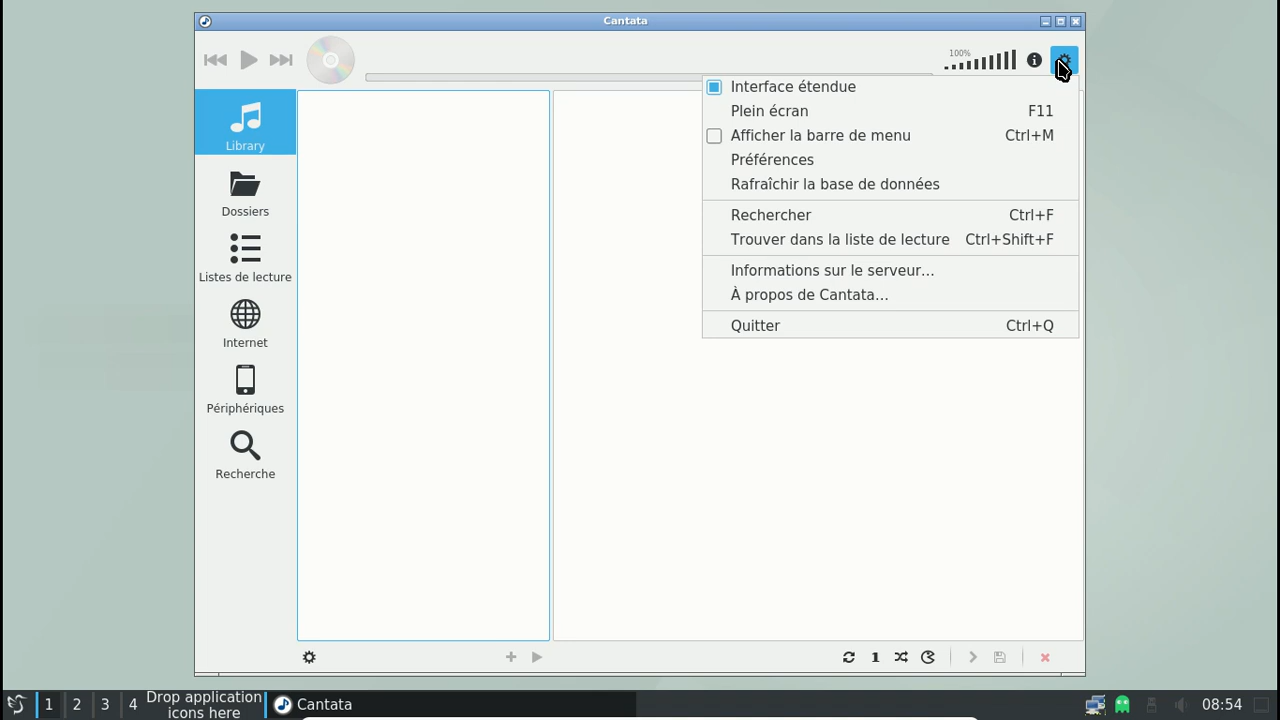 Cantata
100%
Interface étendue
Plein écran F11
Afficher la barre de menu Ctrl+M
Préférences
Rafraîchir la base de données
Rechercher Ctrl+F
Trouver dans la liste de lecture Ctrl+Shift+F
Informations sur le serveur...
À propos de Cantata...
Quitter Ctrl+Q
Library
Dossiers
Listes de lecture
Internet
Périphériques
Recherche
1
1 2 3 4 Drop application icons here Cantata 08:54